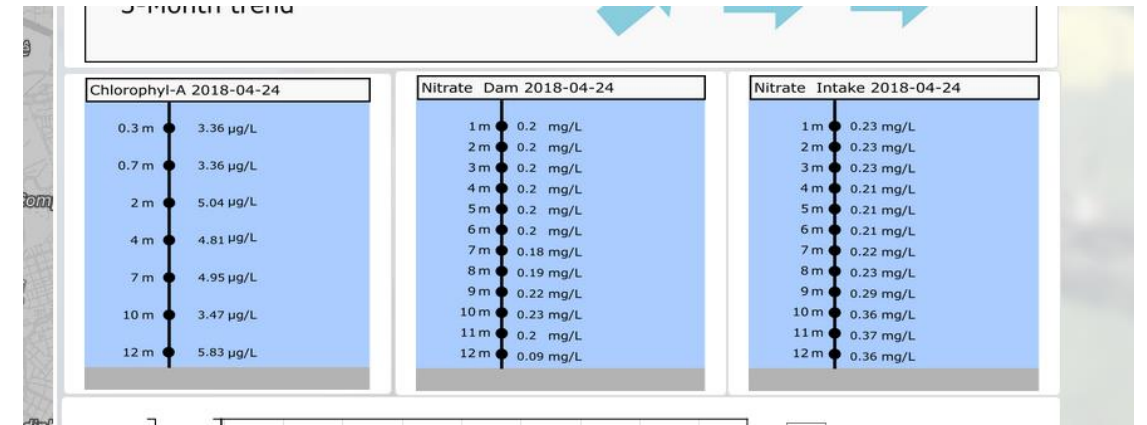 3-Month trend
Chlorophyl-A 2018-04-24
0.3 m 3.36 µg/L
0.7 m 3.36 µg/L
2 m 5.04 µg/L
4 m 4.81 µg/L
7 m 4.95 µg/L
10 m 3.47 µg/L
12 m 5.83 µg/L
Nitrate Dam 2018-04-24
1 m 0.2 mg/L
2 m 0.2 mg/L
3 m 0.2 mg/L
4 m 0.2 mg/L
5 m 0.2 mg/L
6 m 0.2 mg/L
7 m 0.18 mg/L
8 m 0.19 mg/L
9 m 0.22 mg/L
10 m 0.23 mg/L
11 m 0.2 mg/L
12 m 0.09 mg/L
Nitrate Intake 2018-04-24
1 m 0.23 mg/L
2 m 0.23 mg/L
3 m 0.23 mg/L
4 m 0.21 mg/L
5 m 0.21 mg/L
6 m 0.21 mg/L
7 m 0.22 mg/L
8 m 0.23 mg/L
9 m 0.29 mg/L
10 m 0.36 mg/L
11 m 0.37 mg/L
12 m 0.36 mg/L